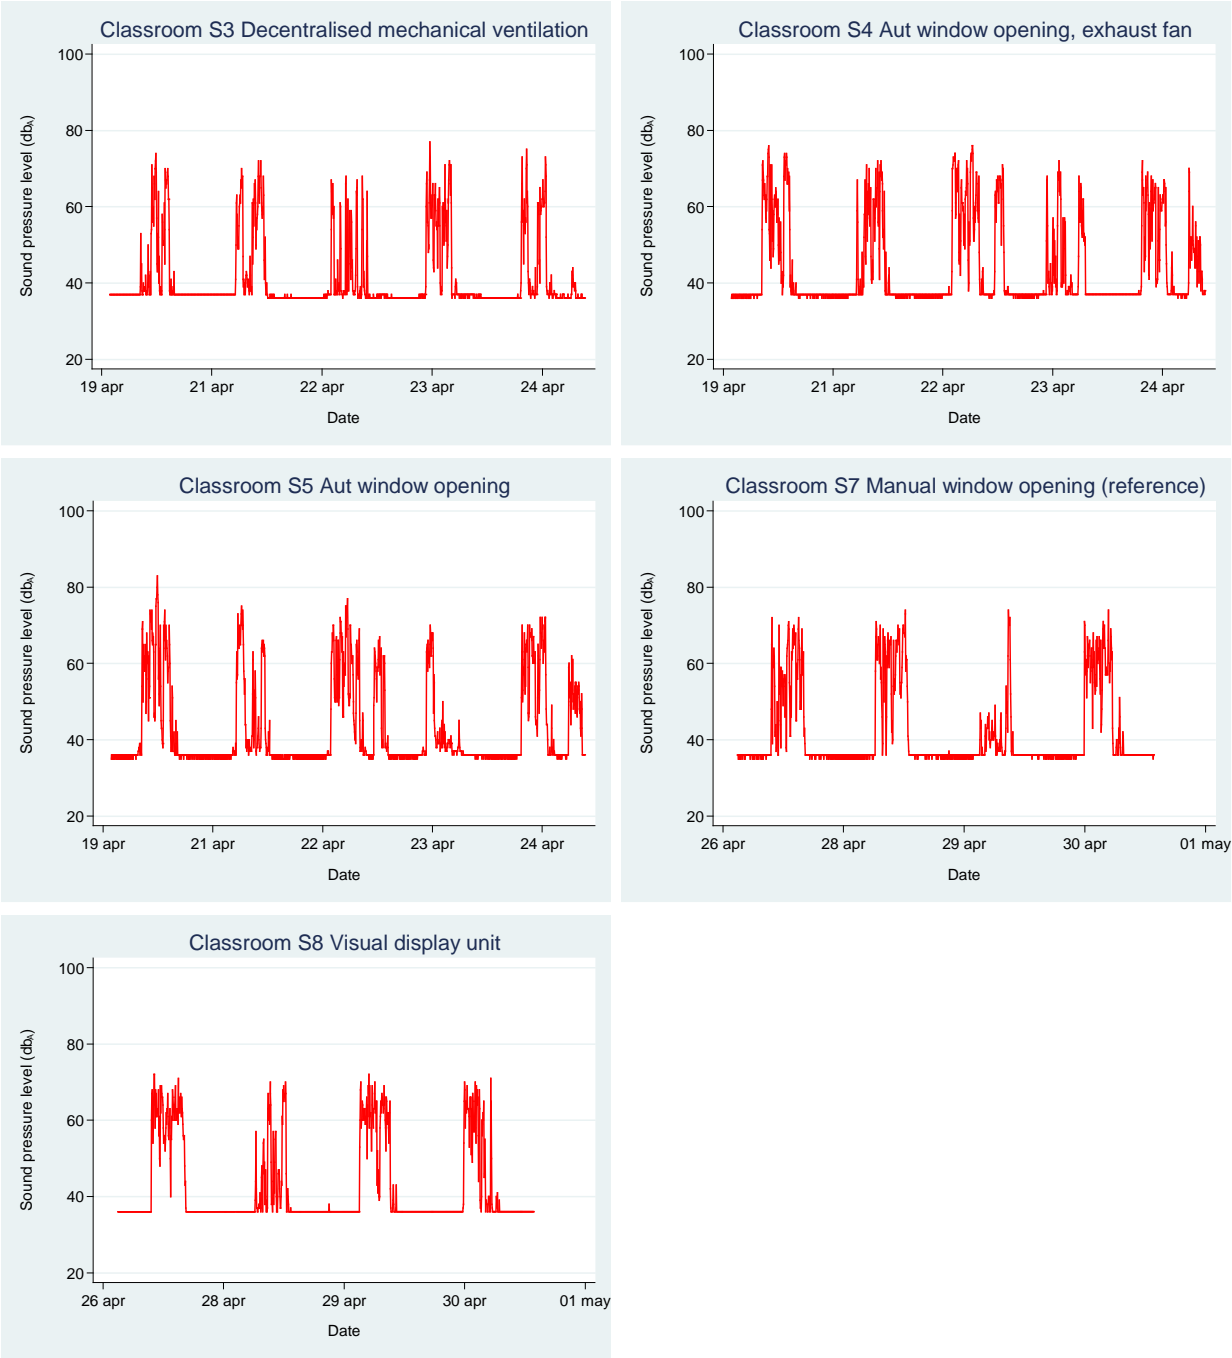 Classroom S3 Decentralised mechanical ventilation
100
80
60
40
20
Sound pressure level (dbA)
19 apr 21 apr 22 apr 23 apr 24 apr
Date
Classroom S4 Aut window opening, exhaust fan
100
80
60
40
20
Sound pressure level (dbA)
19 apr 21 apr 22 apr 23 apr 24 apr
Date
Classroom S5 Aut window opening
100
80
60
40
20
Sound pressure level (dbA)
19 apr 21 apr 22 apr 23 apr 24 apr
Date
Classroom S7 Manual window opening (reference)
100
80
60
40
20
Sound pressure level (dbA)
26 apr 28 apr 29 apr 30 apr 01 may
Date
Classroom S8 Visual display unit
100
80
60
40
20
Sound pressure level (dbA)
26 apr 28 apr 29 apr 30 apr 01 may
Date